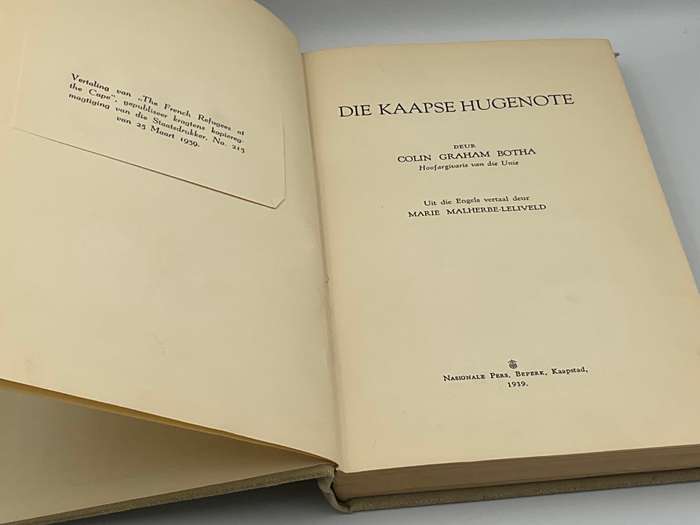 Vertaling van „The French Refugees at
the Cape", gepubliseer kragtens kopiereg-
magtiging van die Staatsdrukker, No. 213
van 23 Maart 1939.
DIE KAAPSE HUGENOTE
DEUR
COLIN GRAHAM BOTHA
Hoofargivaris van die Unie
Uit die Engels vertaal deur
MARIE MALHERBE-LELIVELD
NASIONALE PERS, BEPERK, KAAPSTAD,
1939.